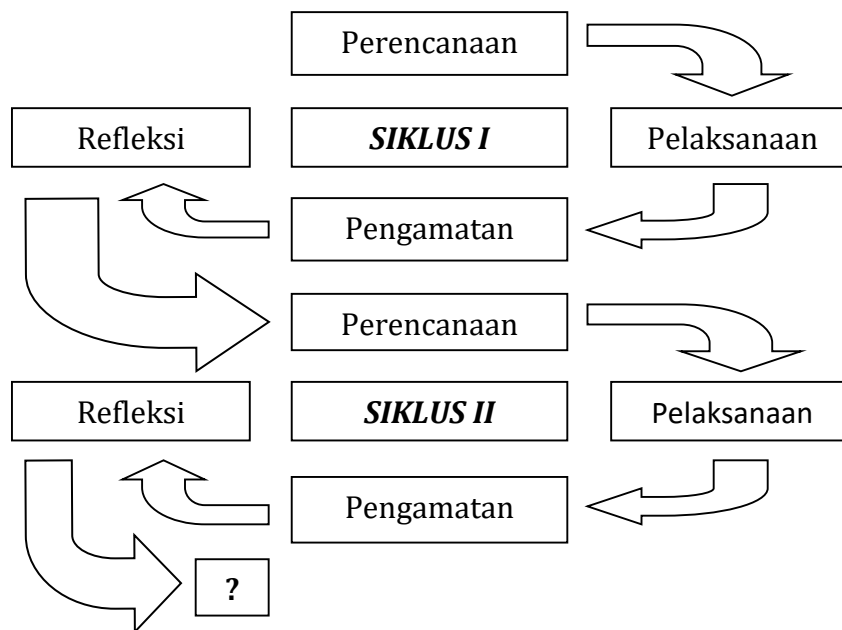 Perencanaan
Refleksi
SIKLUS I
Pelaksanaan
Pengamatan
Perencanaan
Refleksi
SIKLUS II
Pelaksanaan
Pengamatan
?